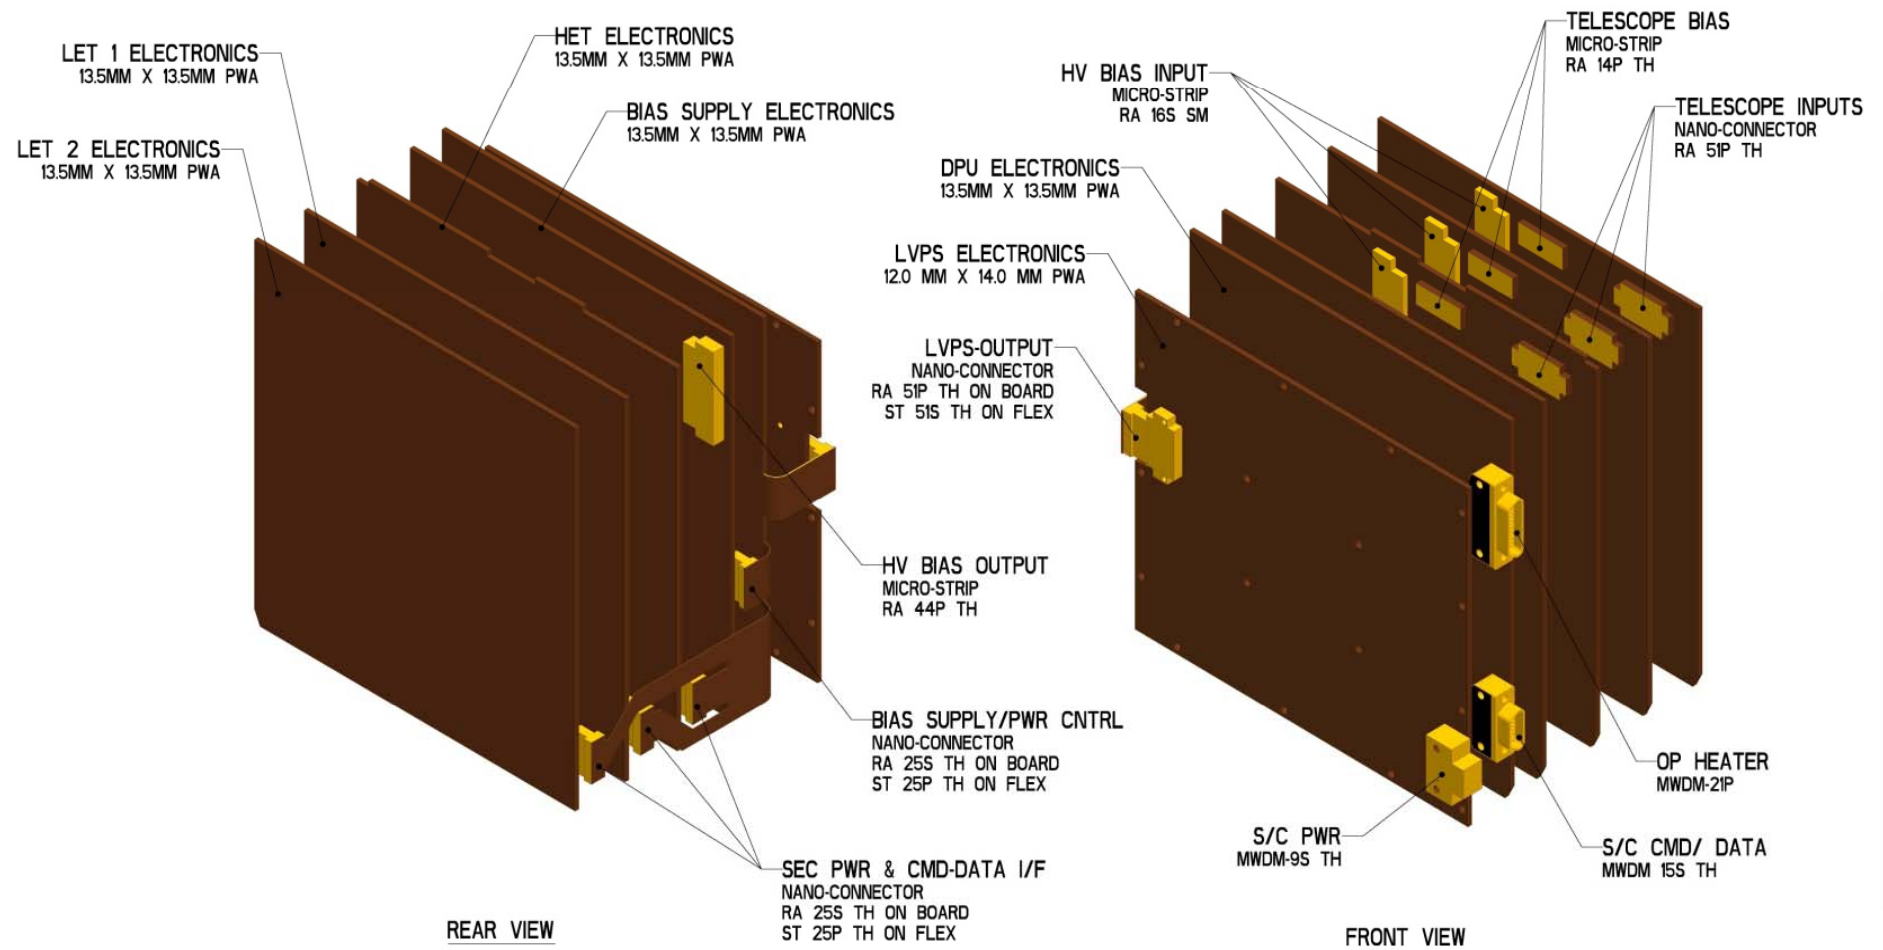 LET 1 ELECTRONICS
13.5MM X 13.5MM PWA
LET 2 ELECTRONICS
13.5MM X 13.5MM PWA
HET ELECTRONICS
13.5MM X 13.5MM PWA
BIAS SUPPLY ELECTRONICS
13.5MM X 13.5MM PWA
HV BIAS OUTPUT
MICRO-STRIP
RA 44P TH
BIAS SUPPLY/PWR CNTRL
NANO-CONNECTOR
RA 25S TH ON BOARD
ST 25P TH ON FLEX
SEC PWR & CMD-DATA I/F
NANO-CONNECTOR
RA 25S TH ON BOARD
ST 25P TH ON FLEX
REAR VIEW
TELESCOPE BIAS
MICRO-STRIP
RA 14P TH
HV BIAS INPUT
MICRO-STRIP
RA 16S SM
TELESCOPE INPUTS
NANO-CONNECTOR
RA 51P TH
DPU ELECTRONICS
13.5MM X 13.5MM PWA
LVPS ELECTRONICS
12.0 MM X 14.0 MM PWA
LVPS-OUTPUT
NANO-CONNECTOR
RA 51P TH ON BOARD
ST 51S TH ON FLEX
OP HEATER
MWDM-21P
S/C PWR
MWDM-9S TH
S/C CMD/ DATA
MWDM 15S TH
FRONT VIEW